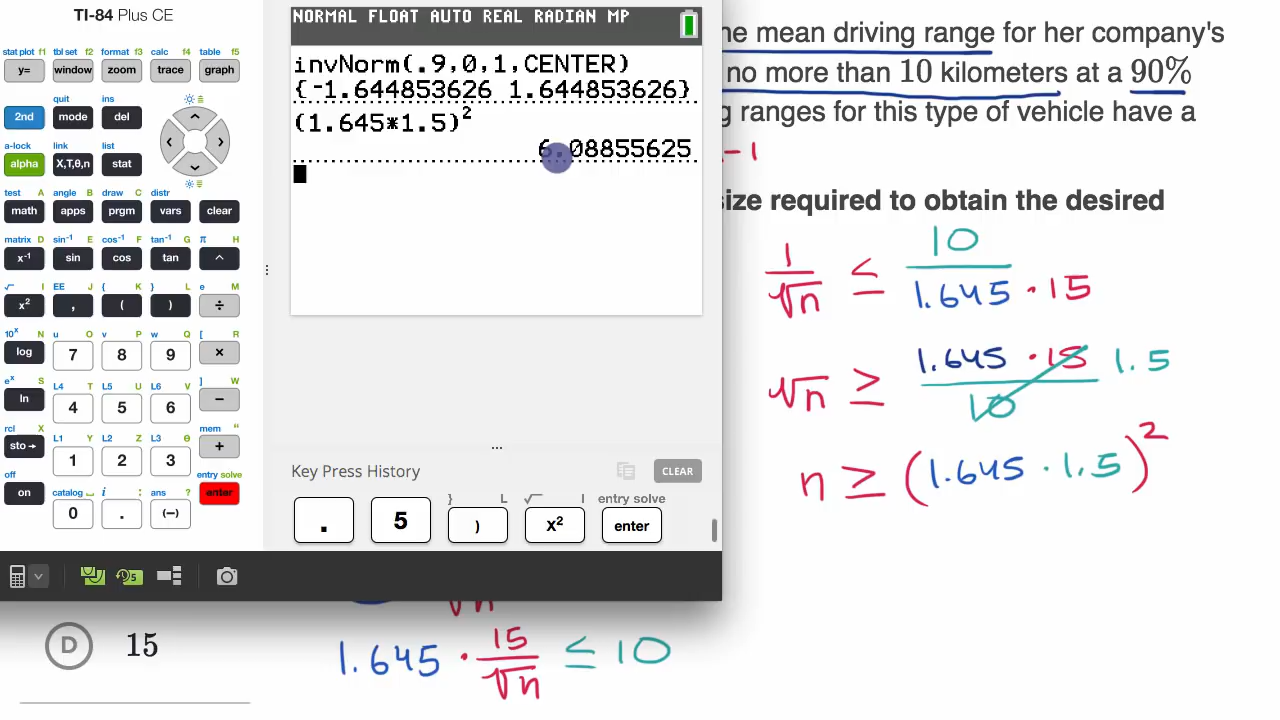 TI-84 Plus CE
NORMAL FLOAT AUTO REAL RADIAN MP
invNorm(.9,0,1,CENTER)
{-1.644853626 1.644853626}
(1.645*1.5)²
6.08855625
stat plot f1 tbl set f2 format f3 calc f4 table f5
y= window zoom trace graph
quit ins
2nd mode del
a-lock link list
alpha X,T,θ,n stat
test A angle B draw C distr
math apps prgm vars clear
matrix D sin⁻¹ E cos⁻¹ F tan⁻¹ G π H
x⁻¹ sin cos tan ^
√ I EE J { K } L e M
x² , ( ) ÷
10ˣ N u O v P w Q [ R
log 7 8 9 ×
eˣ S L4 T L5 U L6 V ] W
ln 4 5 6 −
rcl X L1 Y L2 Z L3 θ mem "
sto→ 1 2 3 +
off catalog i : ans ? entry solve
on 0 . (−) enter
...
Key Press History
CLEAR
} L √ I entry solve
. 5 ) x² enter
5
me mean driving range for her company's
no more than 10 kilometers at a 90%
g ranges for this type of vehicle have a
-1
size required to obtain the desired
1/√n ≤ 10/1.645 · 15
√n ≥ 1.645 · 15/10 1.5
n ≥ (1.645 · 1.5)²
√n
D 15
1.645 · 15/√n ≤ 10